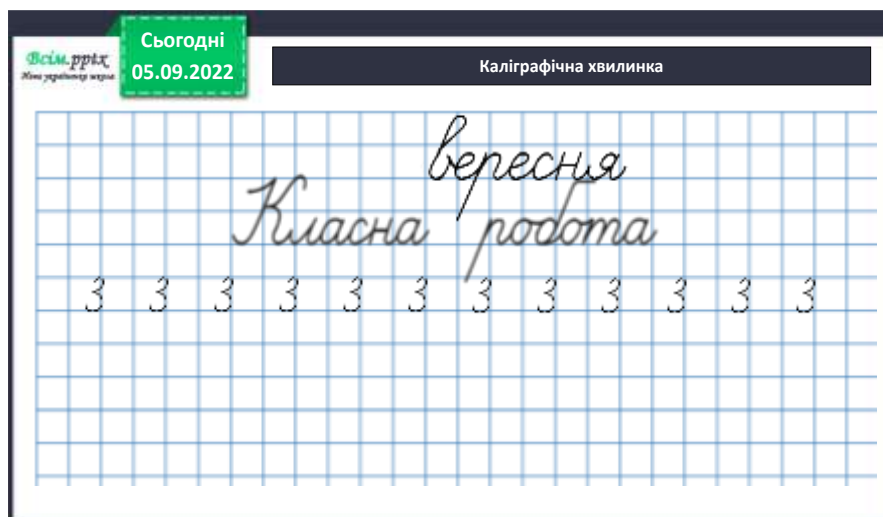 Всім.pptx
Нова українська школа
Сьогодні
05.09.2022
Каліграфічна хвилинка
вересня
Класна робота
3 3 3 3 3 3 3 3 3 3 3 3